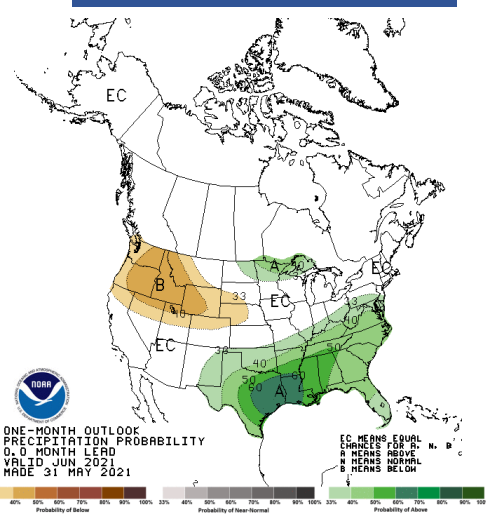 EC
A
B
33
40
EC
EC
EC
33
40
33
40
50
50
60
60
A
NOAA
ONE-MONTH OUTLOOK
PRECIPITATION PROBABILITY
0.0 MONTH LEAD
VALID JUN 2021
MADE 31 MAY 2021
EC MEANS EQUAL
CHANCES FOR A, N, B
A MEANS ABOVE
N MEANS NORMAL
B MEANS BELOW
40% 50% 60% 70% 80% 90% 100%
Probability of Below
33% 40% 50% 60% 70% 80% 90% 100%
Probability of Near-Normal
33% 40% 50% 60% 70% 80% 90% 100
Probability of Above